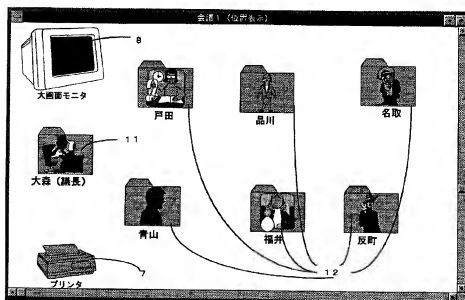 会議1（位置表示）
8
大画面モニタ
戸田
品川
名取
11
大森（議長）
青山
福井
反町
12
7
プリンタ